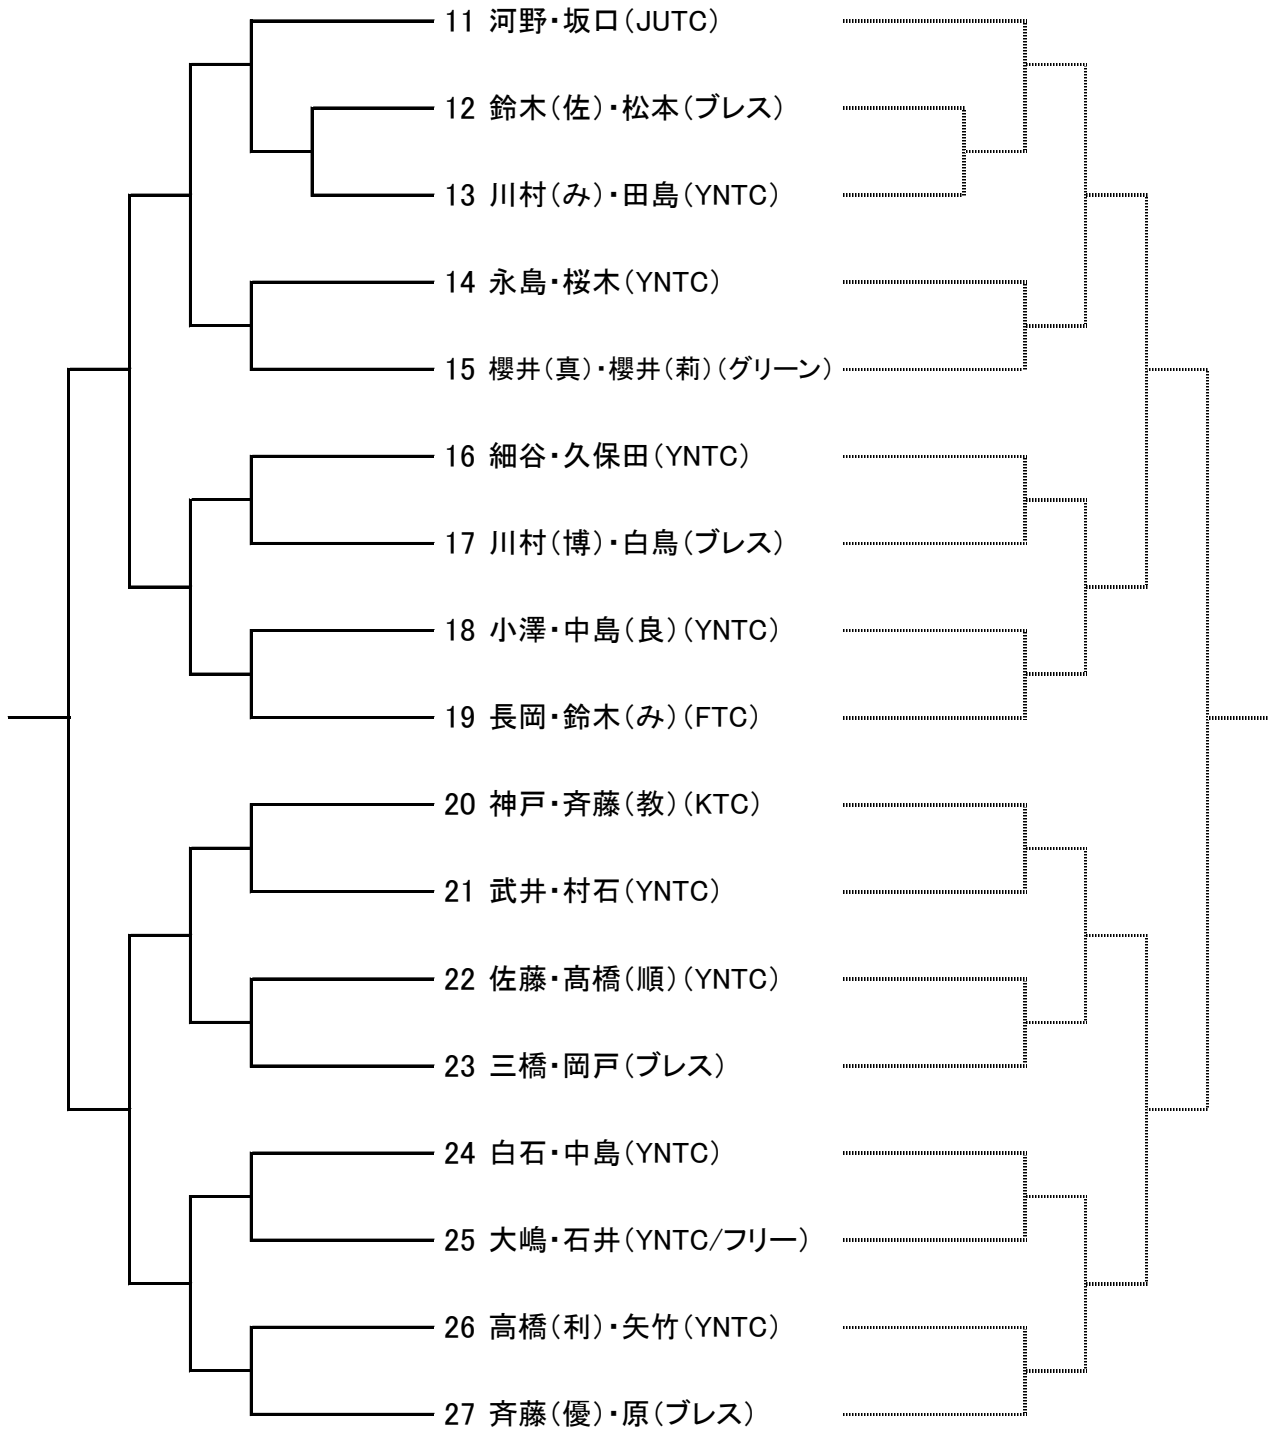 11 河野・坂口(JUTC)
12 鈴木(佐)・松本(ブレス)
13 川村(み)・田島(YNTC)
14 永島・桜木(YNTC)
15 櫻井(真)・櫻井(莉)(グリーン)
16 細谷・久保田(YNTC)
17 川村(博)・白鳥(ブレス)
18 小澤・中島(良)(YNTC)
19 長岡・鈴木(み)(FTC)
20 神戸・斉藤(教)(KTC)
21 武井・村石(YNTC)
22 佐藤・髙橋(順)(YNTC)
23 三橋・岡戸(ブレス)
24 白石・中島(YNTC)
25 大嶋・石井(YNTC/フリー)
26 高橋(利)・矢竹(YNTC)
27 斉藤(優)・原(ブレス)